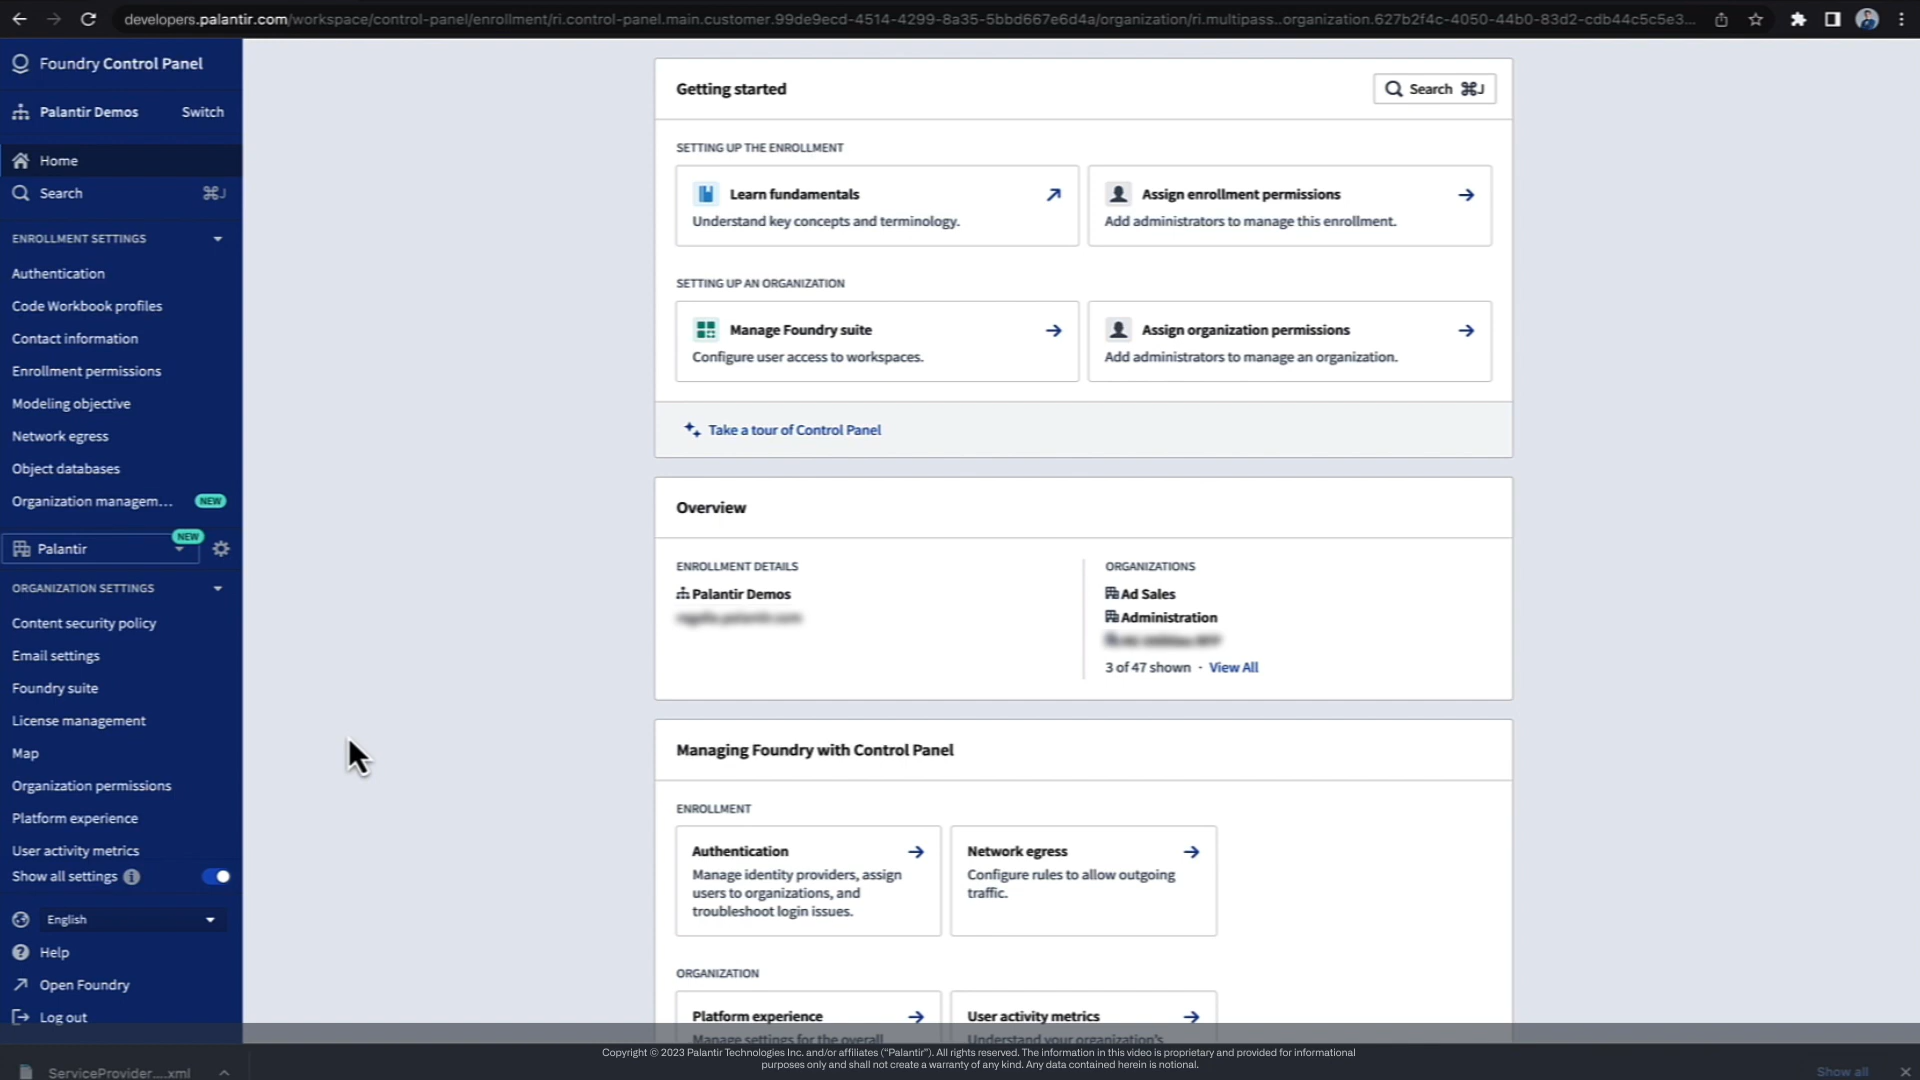 developers.palantir.com/workspace/control-panel/enrollment/ri.control-panel.main.customer.99de9ecd-4514-4299-8a35-5bbd667e6d4a/organization/ri.multipass..organization.627b2f4c-4050-44b0-83d2-cdb44c5c5e3...
Foundry Control Panel
Palantir Demos Switch
Home
Search ⌘J
ENROLLMENT SETTINGS
Authentication
Code Workbook profiles
Contact information
Enrollment permissions
Modeling objective
Network egress
Object databases
Organization managem... NEW
Palantir NEW
ORGANIZATION SETTINGS
Content security policy
Email settings
Foundry suite
License management
Map
Organization permissions
Platform experience
User activity metrics
Show all settings
English
Help
Open Foundry
Log out
Getting started
Search ⌘J
SETTING UP THE ENROLLMENT
Learn fundamentals
Understand key concepts and terminology.
Assign enrollment permissions
Add administrators to manage this enrollment.
SETTING UP AN ORGANIZATION
Manage Foundry suite
Configure user access to workspaces.
Assign organization permissions
Add administrators to manage an organization.
Take a tour of Control Panel
Overview
ENROLLMENT DETAILS
Palantir Demos
ORGANIZATIONS
Ad Sales
Administration
3 of 47 shown · View All
Managing Foundry with Control Panel
ENROLLMENT
Authentication
Manage identity providers, assign
users to organizations, and
troubleshoot login issues.
Network egress
Configure rules to allow outgoing
traffic.
ORGANIZATION
Platform experience
Manage settings for the overall
User activity metrics
Understand your organization's
Copyright © 2023 Palantir Technologies Inc. and/or affiliates (“Palantir”). All rights reserved. The information in this video is proprietary and provided for informational
purposes only and shall not create a warranty of any kind. Any data contained herein is notional.
ServiceProvider....xml
Show all